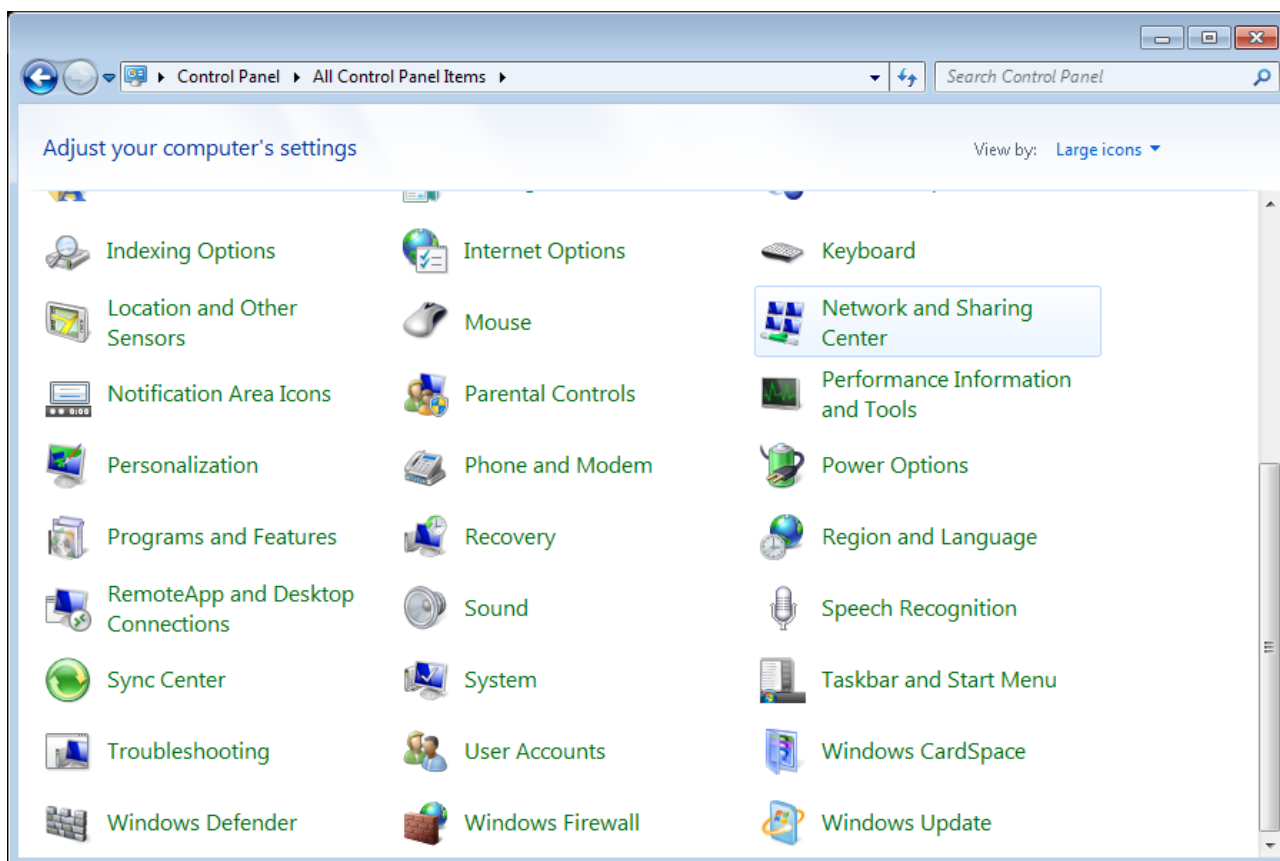 Control Panel All Control Panel Items
Search Control Panel
Adjust your computer's settings
View by: Large icons
Indexing Options
Internet Options
Keyboard
Location and Other
Sensors
Mouse
Network and Sharing
Center
Notification Area Icons
Parental Controls
Performance Information
and Tools
Personalization
Phone and Modem
Power Options
Programs and Features
Recovery
Region and Language
RemoteApp and Desktop
Connections
Sound
Speech Recognition
Sync Center
System
Taskbar and Start Menu
Troubleshooting
User Accounts
Windows CardSpace
Windows Defender
Windows Firewall
Windows Update